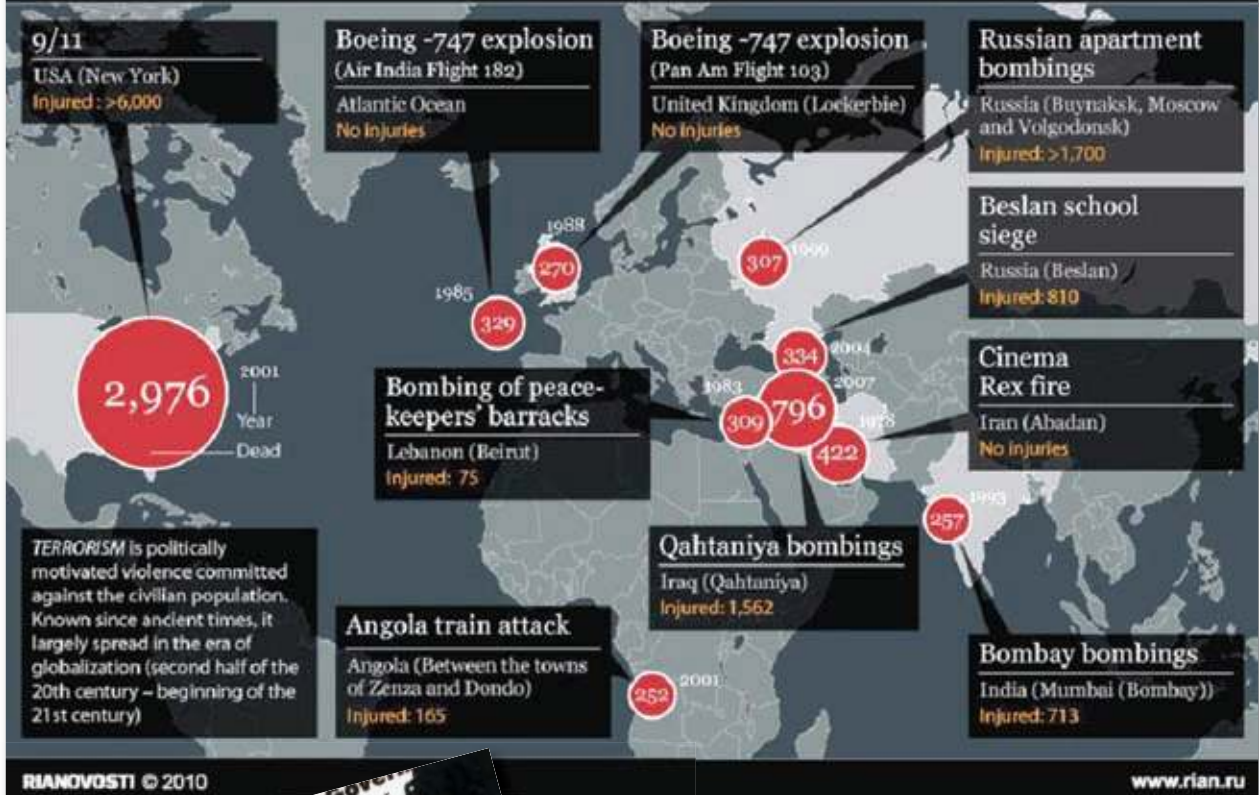 9/11
USA (New York)
Injured : >6,000
Boeing -747 explosion
(Air India Flight 182)
Atlantic Ocean
No injuries
Boeing -747 explosion
(Pan Am Flight 103)
United Kingdom (Lockerbie)
No injuries
Russian apartment
bombings
Russia (Buynaksk, Moscow
and Volgodonsk)
Injured: >1,700
Beslan school
siege
Russia (Beslan)
Injured: 810
1988
270
307
1999
1985
329
334
2004
Cinema
Rex fire
Iran (Abadan)
No injuries
2,976
2001
Year
Dead
Bombing of peace-
keepers' barracks
Lebanon (Beirut)
Injured: 75
1983
309
796
2007
1978
422
257
1993
Qahtaniya bombings
Iraq (Qahtaniya)
Injured: 1,562
TERRORISM is politically
motivated violence committed
against the civilian population.
Known since ancient times, it
largely spread in the era of
globalization (second half of the
20th century – beginning of the
21st century)
Angola train attack
Angola (Between the towns
of Zenza and Dondo)
Injured: 165
252
2001
Bombay bombings
India (Mumbai (Bombay))
Injured: 713
RIANOVOSTI © 2010
www.rian.ru